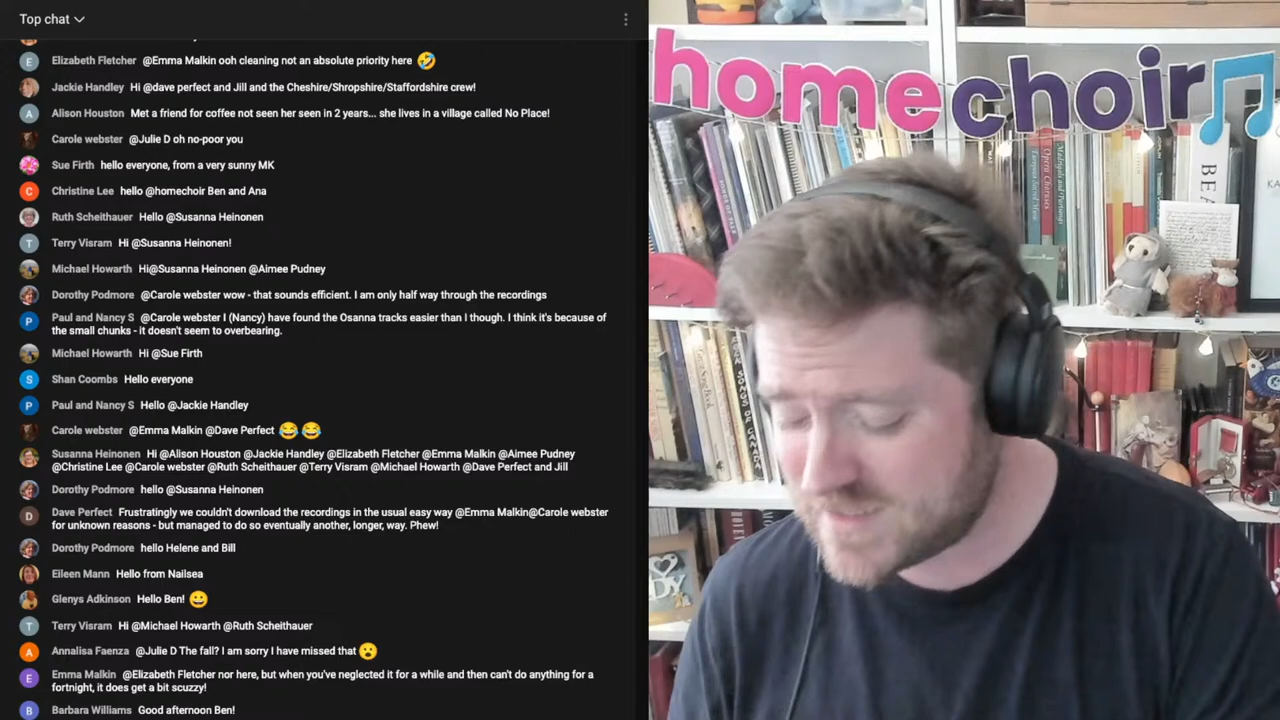 Top chat
Elizabeth Fletcher @Emma Malkin ooh cleaning not an absolute priority here 🤣
Jackie Handley Hi @dave perfect and Jill and the Cheshire/Shropshire/Staffordshire crew!
Alison Houston Met a friend for coffee not seen her seen in 2 years... she lives in a village called No Place!
Carole webster @Julie D oh no-poor you
Sue Firth hello everyone, from a very sunny MK
Christine Lee hello @homechoir Ben and Ana
Ruth Scheithauer Hello @Susanna Heinonen
Terry Visram Hi @Susanna Heinonen!
Michael Howarth Hi@Susanna Heinonen @Aimee Pudney
Dorothy Podmore @Carole webster wow - that sounds efficient. I am only half way through the recordings
Paul and Nancy S @Carole webster I (Nancy) have found the Osanna tracks easier than I though. I think it's because of
the small chunks - it doesn't seem to overbearing.
Michael Howarth Hi @Sue Firth
Shan Coombs Hello everyone
Paul and Nancy S Hello @Jackie Handley
Carole webster @Emma Malkin @Dave Perfect 😂 😂
Susanna Heinonen Hi @Alison Houston @Jackie Handley @Elizabeth Fletcher @Emma Malkin @Aimee Pudney
@Christine Lee @Carole webster @Ruth Scheithauer @Terry Visram @Michael Howarth @Dave Perfect and Jill
Dorothy Podmore hello @Susanna Heinonen
Dave Perfect Frustratingly we couldn't download the recordings in the usual easy way @Emma Malkin@Carole webster
for unknown reasons - but managed to do so eventually another, longer, way. Phew!
Dorothy Podmore hello Helene and Bill
Eileen Mann Hello from Nailsea
Glenys Adkinson Hello Ben! 😀
Terry Visram Hi @Michael Howarth @Ruth Scheithauer
Annalisa Faenza @Julie D The fall? I am sorry I have missed that 😮
Emma Malkin @Elizabeth Fletcher nor here, but when you've neglected it for a while and then can't do anything for a
fortnight, it does get a bit scuzzy!
Barbara Williams Good afternoon Ben!
homechoir
Opera Choruses
Madrigals and Partsongs
European Sacred Music
BEA
SONGS OF CANADA